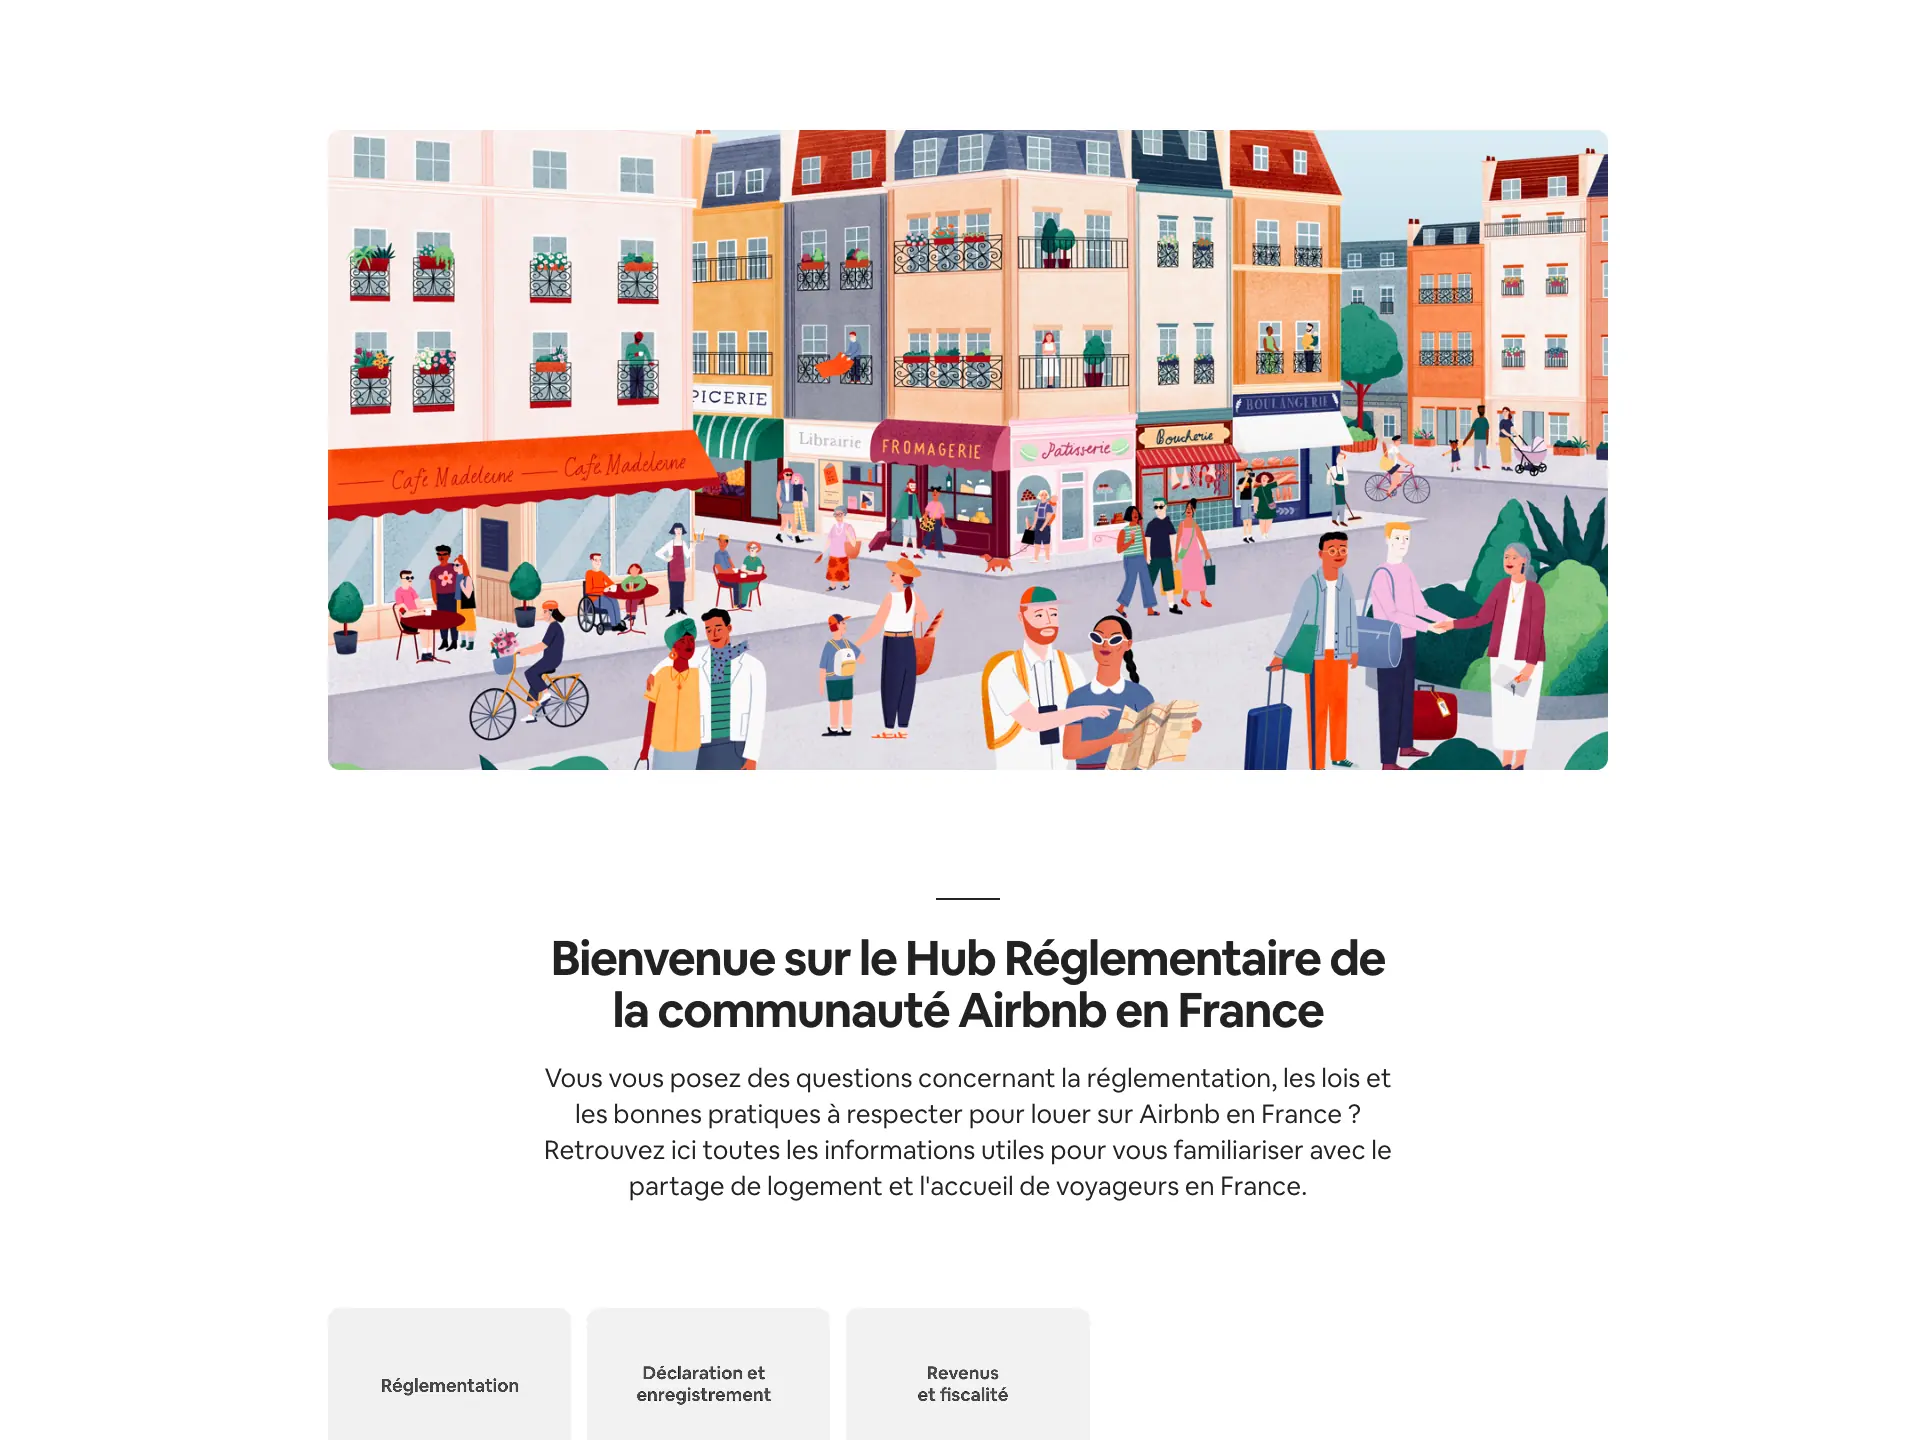 PICERIE
Librairie
FROMAGERIE
Patisserie
Boucherie
BOULANGERIE
Café Madeleine Café Madeleine
Bienvenue sur le Hub Réglementaire de
la communauté Airbnb en France
Vous vous posez des questions concernant la réglementation, les lois et
les bonnes pratiques à respecter pour louer sur Airbnb en France ?
Retrouvez ici toutes les informations utiles pour vous familiariser avec le
partage de logement et l'accueil de voyageurs en France.
Réglementation
Déclaration et
enregistrement
Revenus
et fiscalité